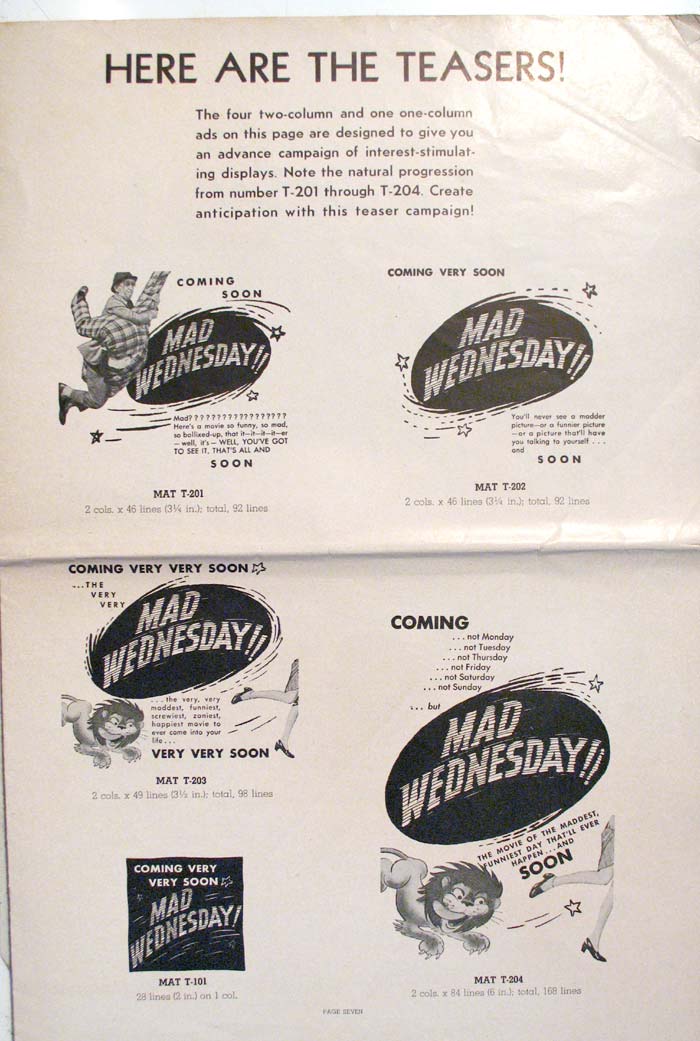 HERE ARE THE TEASERS!
The four two-column and one one-column
ads on this page are designed to give you
an advance campaign of interest-stimulat-
ing displays. Note the natural progression
from number T-201 through T-204. Create
anticipation with this teaser campaign!
COMING
SOON
MAD
WEDNESDAY!!
Mad??????????????????
Here's a movie so funny, so mad,
so bollixed-up, that it—it—it—it—er
— well, it's — WELL, YOU'VE GOT
TO SEE IT, THAT'S ALL AND
SOON
MAT T-201
2 cols. x 46 lines (3¼ in.); total, 92 lines
COMING VERY SOON
MAD
WEDNESDAY!!
You'll never see a madder
picture—or a funnier picture
—or a picture that'll have
you talking to yourself . . .
and
SOON
MAT T-202
2 cols. x 46 lines (3¼ in.); total, 92 lines
COMING VERY VERY SOON
...THE
VERY
VERY
MAD
WEDNESDAY!!
. . . the very, very
maddest, funniest,
screwiest, zaniest,
happiest movie to
ever come into your
life . . .
VERY VERY SOON
MAT T-203
2 cols. x 49 lines (3½ in.); total, 98 lines
COMING
. . . not Monday
. . . not Tuesday
. . . not Thursday
. . . not Friday
. . . not Saturday
. . . not Sunday
. . . but
MAD
WEDNESDAY!!
THE MOVIE OF THE MADDEST,
FUNNIEST DAY THAT'LL EVER
HAPPEN . . . AND
SOON
MAT T-204
2 cols. x 84 lines (6 in.); total, 168 lines
COMING VERY
VERY SOON
MAD
WEDNESDAY!
MAT T-101
28 lines (2 in.) on 1 col.
PAGE SEVEN